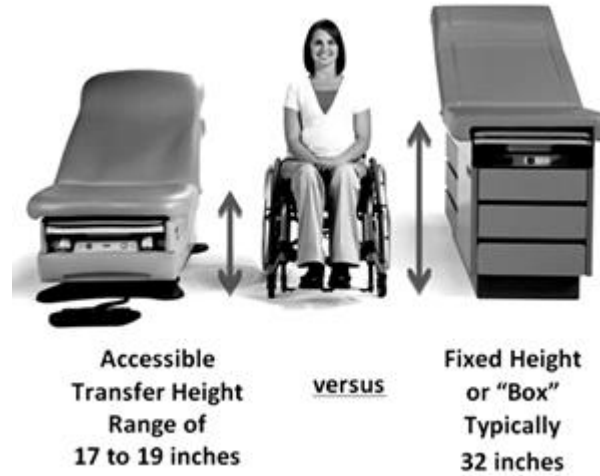 Accessible
Transfer Height
Range of
17 to 19 inches
versus
Fixed Height
or “Box”
Typically
32 inches